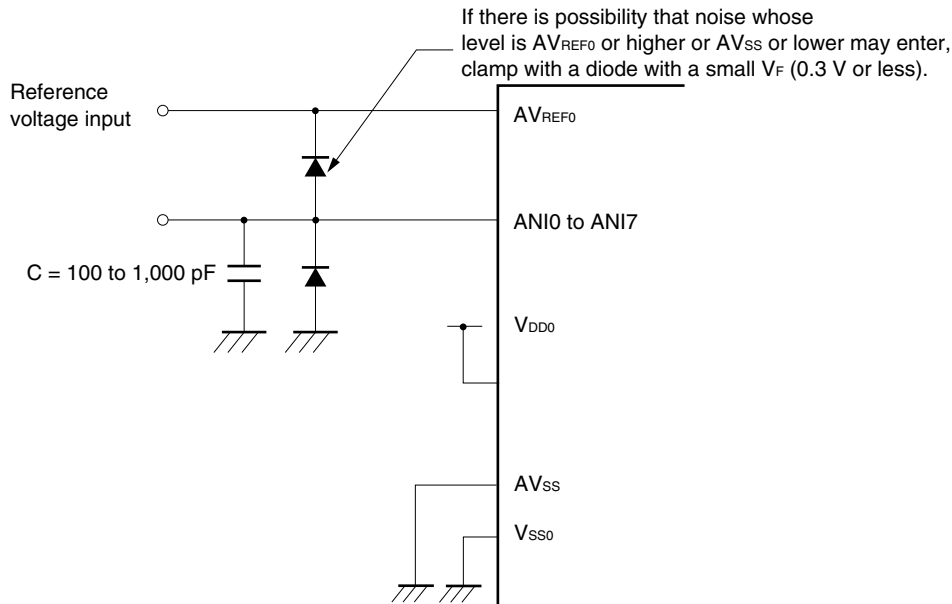 If there is possibility that noise whose
level is AVREF0 or higher or AVSS or lower may enter,
clamp with a diode with a small VF (0.3 V or less).
Reference
voltage input
AVREF0
ANI0 to ANI7
C = 100 to 1,000 pF
VDD0
AVSS
VSS0